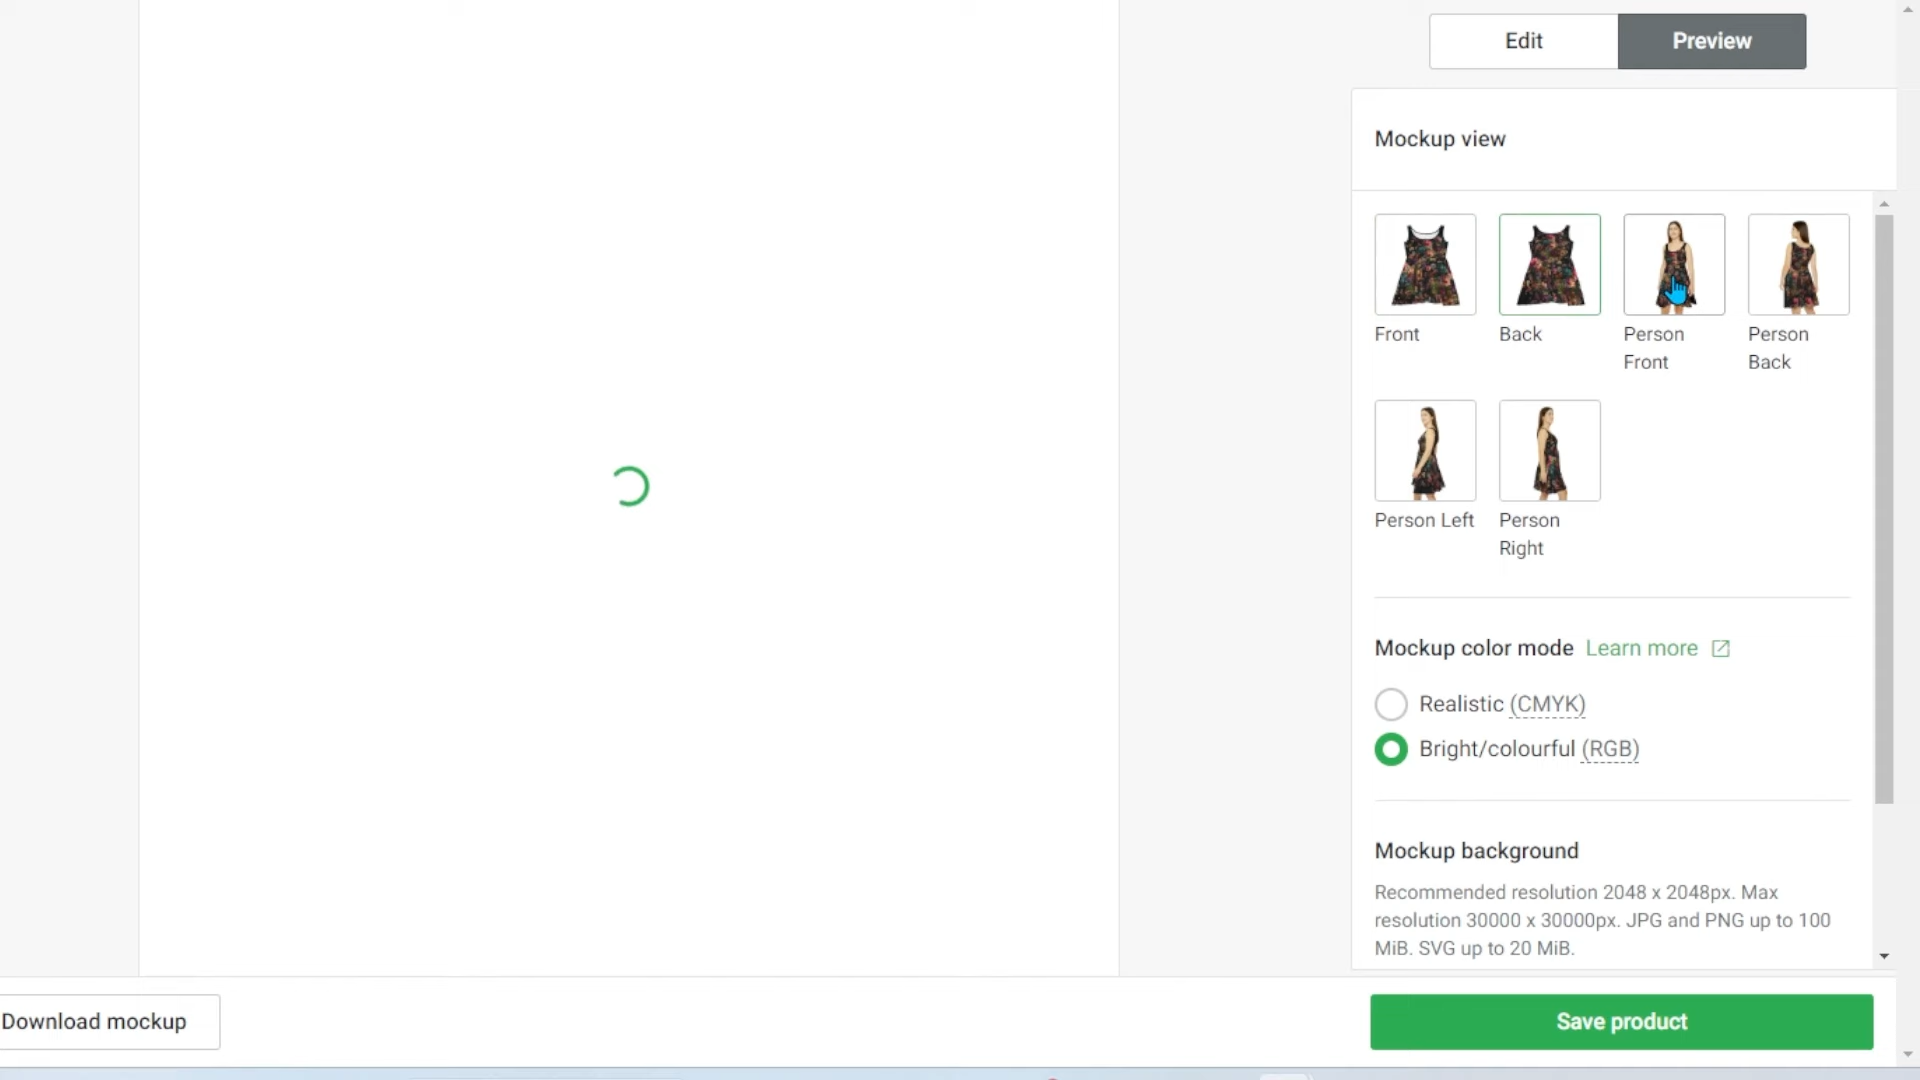 Edit
Preview
Mockup view
Front
Back
Person
Front
Person
Back
Person Left
Person
Right
Mockup color mode Learn more
Realistic (CMYK)
Bright/colourful (RGB)
Mockup background
Recommended resolution 2048 x 2048px. Max
resolution 30000 x 30000px. JPG and PNG up to 100
MiB. SVG up to 20 MiB.
Download mockup
Save product